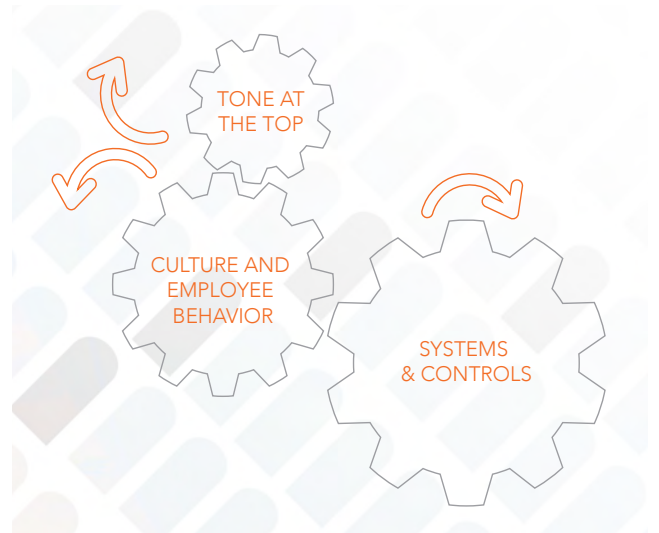 TONE AT
THE TOP
CULTURE AND
EMPLOYEE
BEHAVIOR
SYSTEMS
& CONTROLS